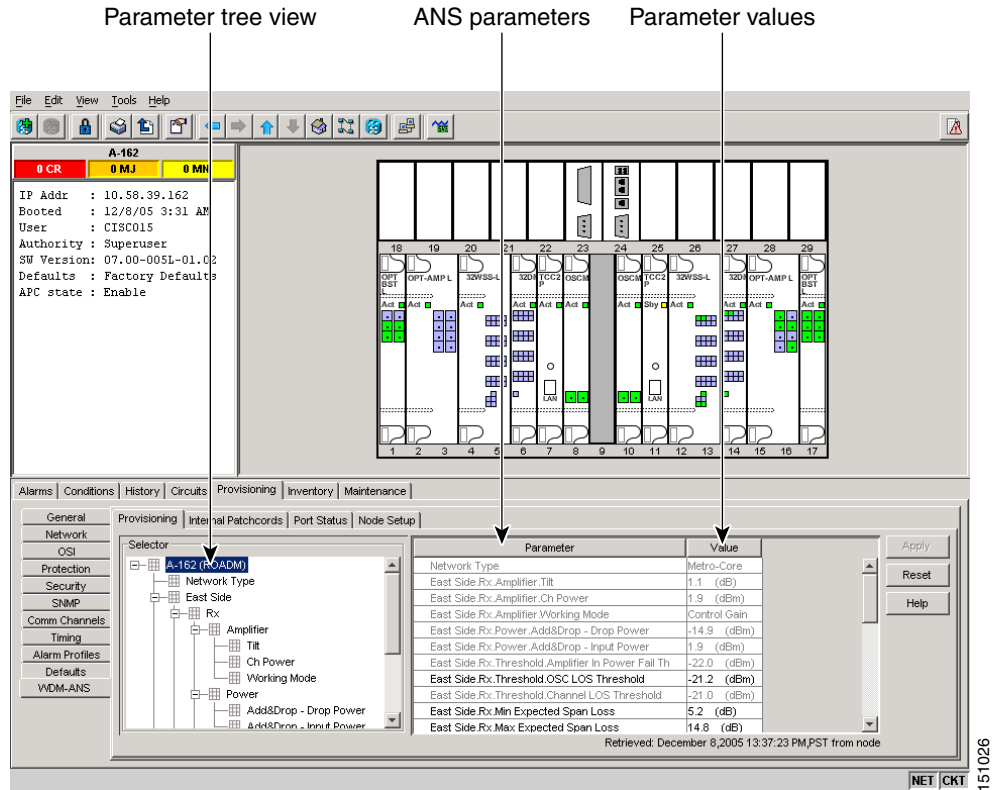 Parameter tree view ANS parameters Parameter values
File Edit View Tools Help
A-162
0 CR 0 MJ 0 MN
IP Addr : 10.58.39.162
Booted : 12/8/05 3:31 AM
User : CISCO15
Authority : Superuser
SW Version: 07.00-005L-01.02
Defaults : Factory Defaults
APC state : Enable
18 19 20 21 22 23 24 25 26 27 28 29
OPT BST L OPT-AMP L 32WSS-L 32D TCC2 P OSCM OSCM TCC2 P 32WSS-L 32D OPT-AMP L OPT BST L
Act Act Act Act Act Act Act Sby Act Act Act Act
LAN LAN
1 2 3 4 5 6 7 8 9 10 11 12 13 14 15 16 17
Alarms Conditions History Circuits Provisioning Inventory Maintenance
General
Network
OSI
Protection
Security
SNMP
Comm Channels
Timing
Alarm Profiles
Defaults
WDM-ANS
Provisioning Internal Patchcords Port Status Node Setup
Selector
A-162 (ROADM)
Network Type
East Side
Rx
Amplifier
Tilt
Ch Power
Working Mode
Power
Add&Drop - Drop Power
Add&Drop - Input Power
Parameter Value
Network Type Metro-Core
East Side.Rx.Amplifier.Tilt 1.1 (dB)
East Side.Rx.Amplifier.Ch Power 1.9 (dBm)
East Side.Rx.Amplifier.Working Mode Control Gain
East Side.Rx.Power.Add&Drop - Drop Power -14.9 (dBm)
East Side.Rx.Power.Add&Drop - Input Power 1.9 (dBm)
East Side.Rx.Threshold.Amplifier In Power Fail Th -22.0 (dBm)
East Side.Rx.Threshold.OSC LOS Threshold -21.2 (dBm)
East Side.Rx.Threshold.Channel LOS Threshold -21.0 (dBm)
East Side.Rx.Min Expected Span Loss 5.2 (dB)
East Side.Rx.Max Expected Span Loss 14.8 (dB)
Apply
Reset
Help
Retrieved: December 8,2005 13:37:23 PM,PST from node
NET CKT
151026